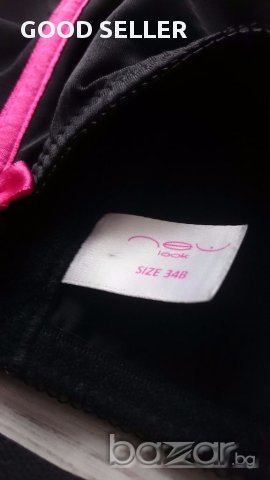 GOOD SELLER
new
look
SIZE 34B
bazar.bg